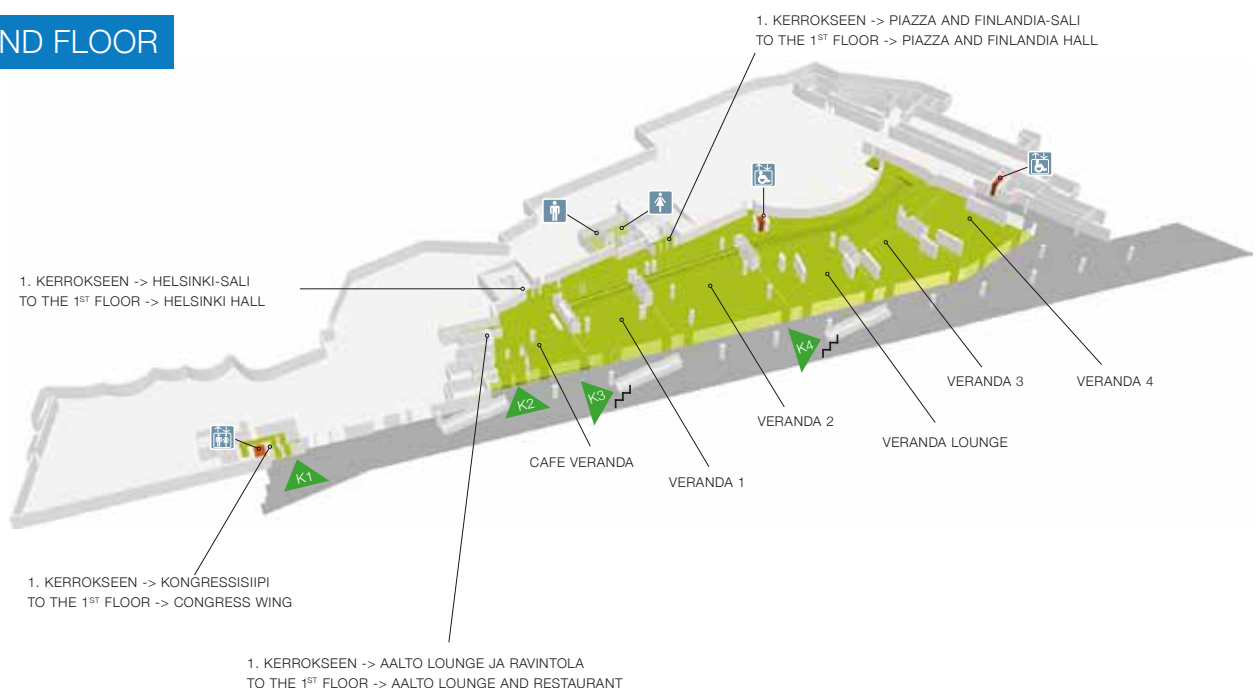 ND FLOOR
1. KERROKSEEN -> PIAZZA AND FINLANDIA-SALI
TO THE 1ST FLOOR -> PIAZZA AND FINLANDIA HALL
1. KERROKSEEN -> HELSINKI-SALI
TO THE 1ST FLOOR -> HELSINKI HALL
K4
K3
K2
K1
VERANDA 4
VERANDA 3
VERANDA 2
VERANDA LOUNGE
CAFE VERANDA
VERANDA 1
1. KERROKSEEN -> KONGRESSISIIPI
TO THE 1ST FLOOR -> CONGRESS WING
1. KERROKSEEN -> AALTO LOUNGE JA RAVINTOLA
TO THE 1ST FLOOR -> AALTO LOUNGE AND RESTAURANT